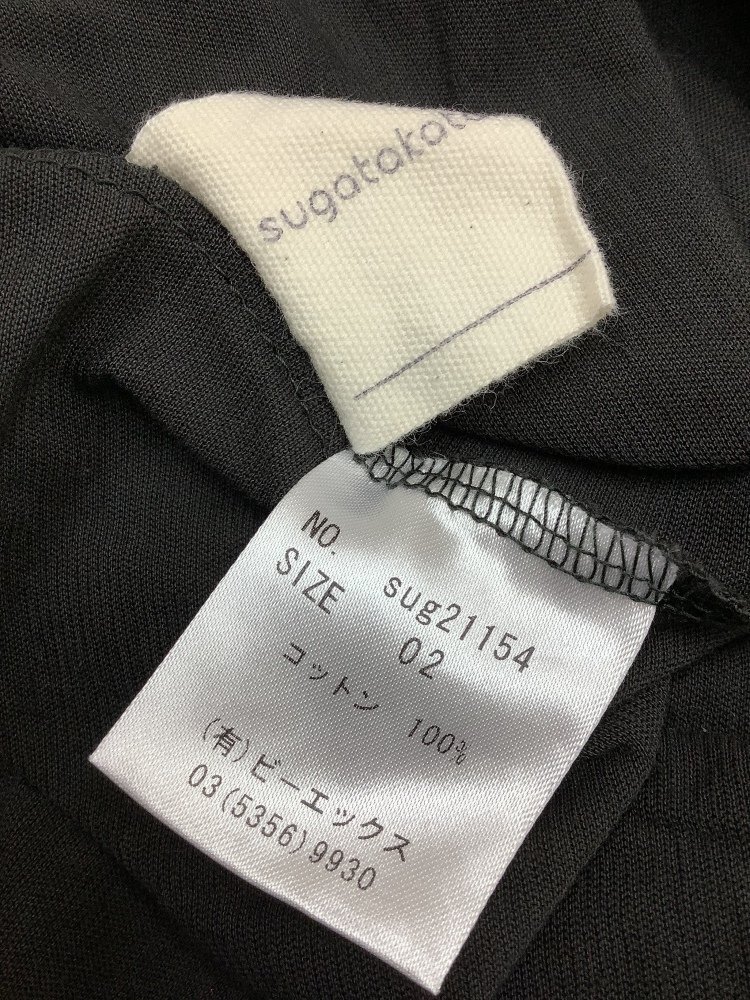 sugatakat
NO. sug21154
SIZE 02
コットン 100%
(有)ビーエックス
03(5356)9930